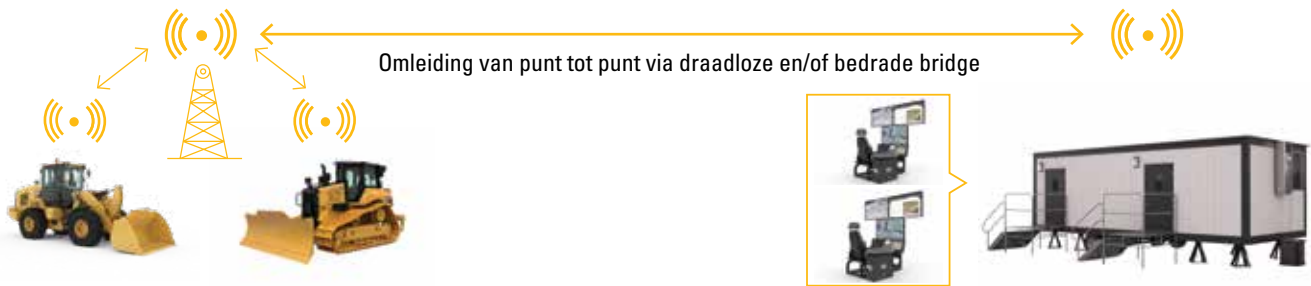 Omleiding van punt tot punt via draadloze en/of bedrade bridge